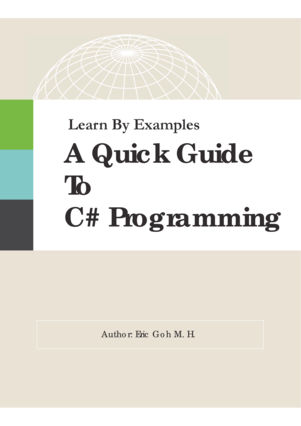 Learn By Examples
A Quick Guide
To
C# Programming
Author: Eric Goh M. H.